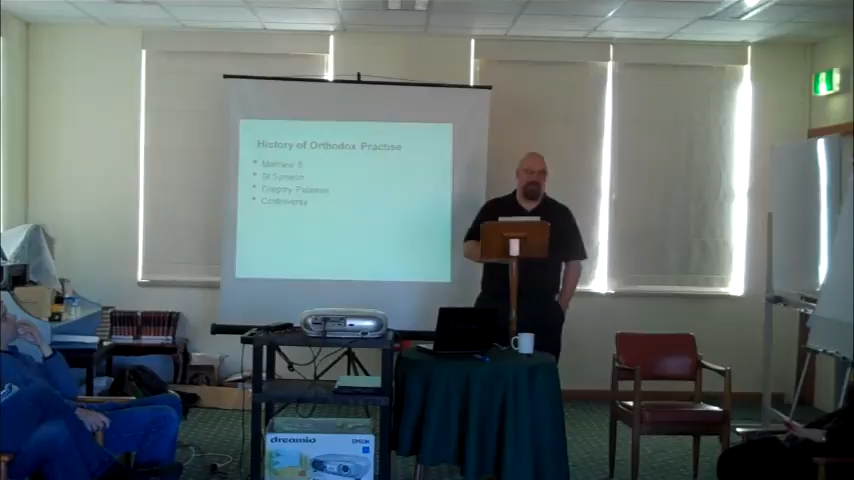 History of Orthodox Practise
Matthew 6
St Symeon
Gregory Palamas
Controversy
dreamio
EPSON